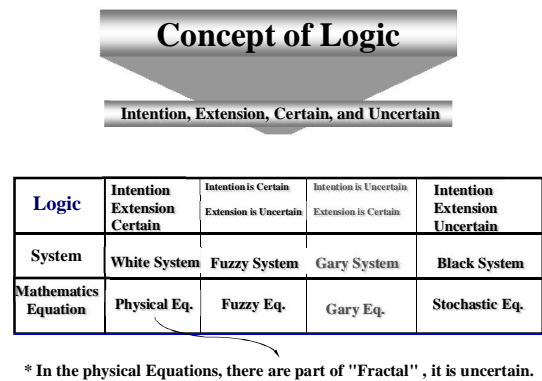 Concept of Logic
Intention, Extension, Certain, and Uncertain
Logic
Intention
Extension
Certain
Intention is Certain
Extension is Uncertain
Intention is Uncertain
Extension is Certain
Intention
Extension
Uncertain
System
White System
Fuzzy System
Gary System
Black System
Mathematics
Equation
Physical Eq.
Fuzzy Eq.
Gary Eq.
Stochastic Eq.
* In the physical Equations, there are part of "Fractal" , it is uncertain.